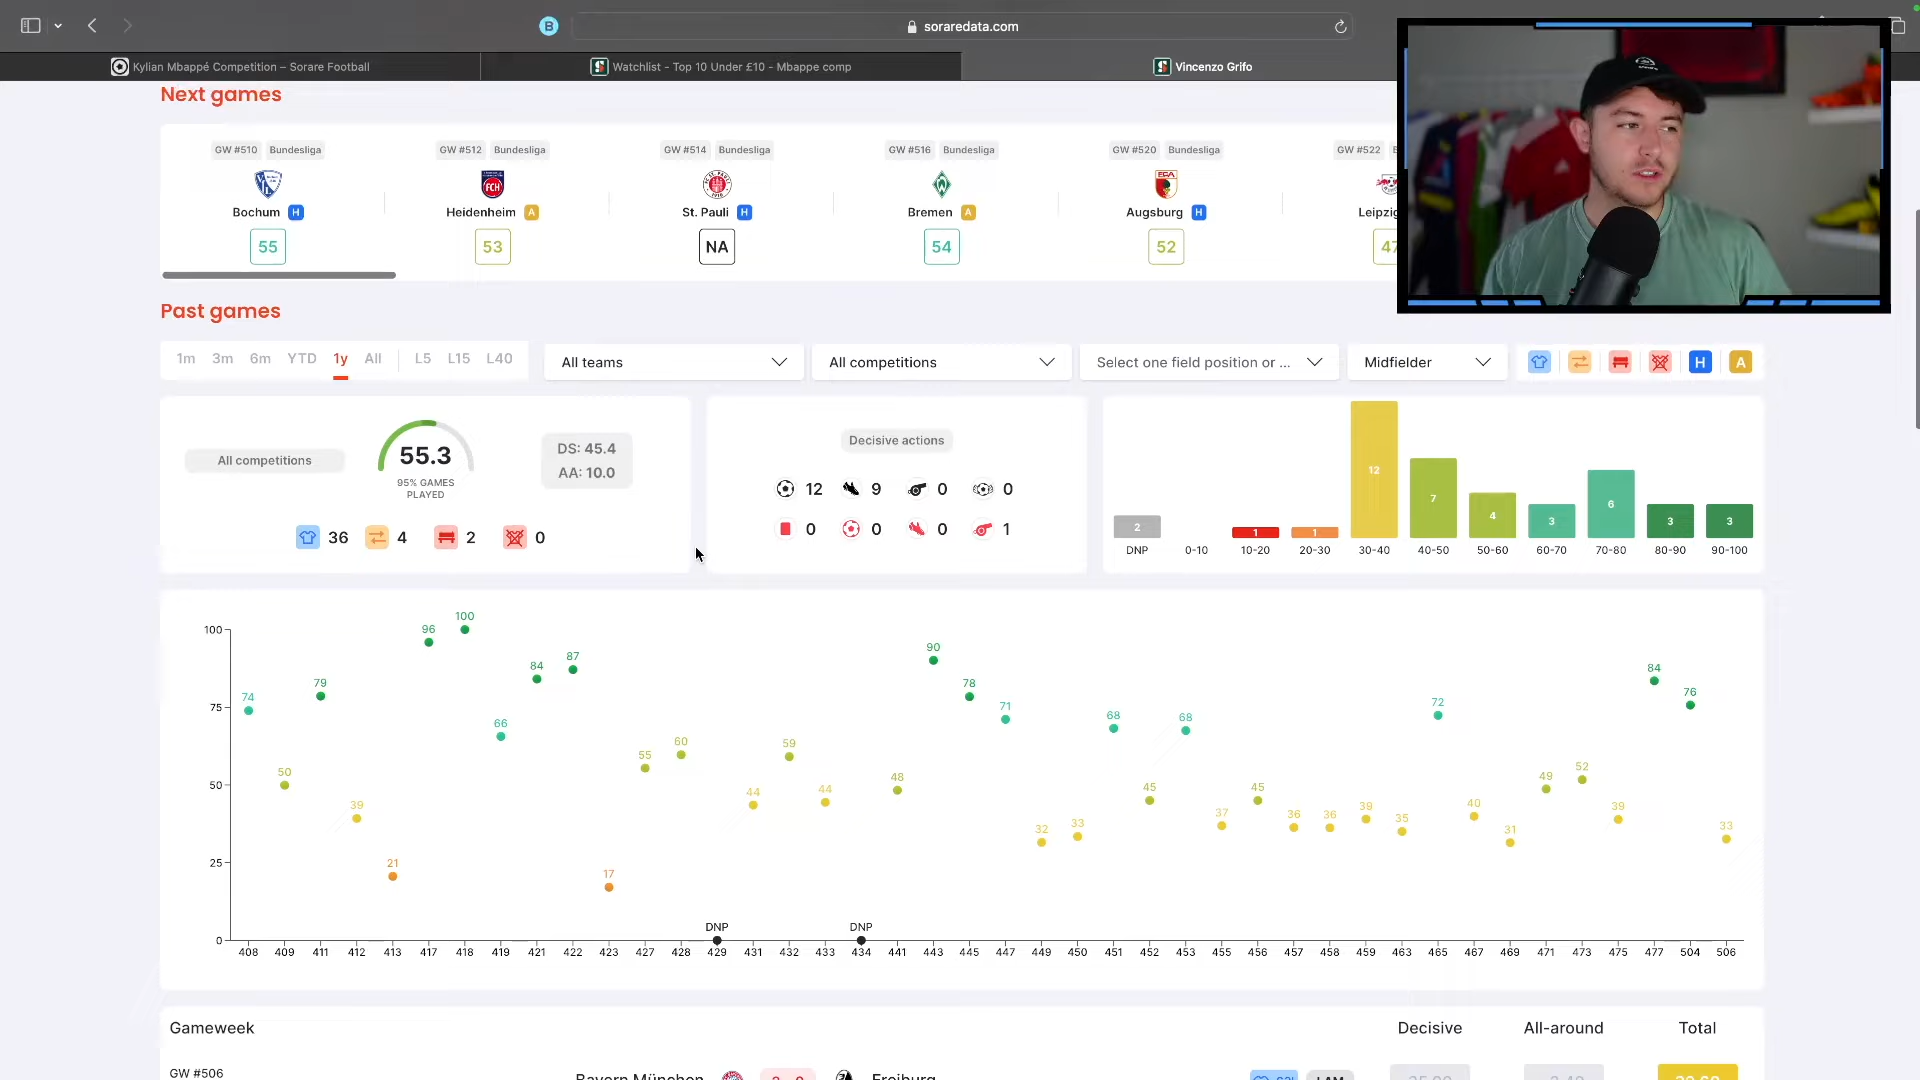 B
soraredata.com
Kylian Mbappé Competition – Sorare Football
Watchlist - Top 10 Under £10 - Mbappe comp
Vincenzo Grifo
Next games
GW #510 Bundesliga
GW #512 Bundesliga
GW #514 Bundesliga
GW #516 Bundesliga
GW #520 Bundesliga
GW #522
Bochum H
Heidenheim A
St. Pauli H
Bremen A
Augsburg H
Leipzig
55
53
NA
54
52
47
Past games
1m 3m 6m YTD 1y All L5 L15 L40
All teams
All competitions
Select one field position or ...
Midfielder
H
A
All competitions
55.3
95% GAMES
PLAYED
DS: 45.4
AA: 10.0
36 4 2 0
Decisive actions
12 9 0 0
0 0 0 1
2 1 1 12 7 4 3 6 3 3
DNP 0-10 10-20 20-30 30-40 40-50 50-60 60-70 70-80 80-90 90-100
100
75
50
25
0
74 50 79 39 21 96 100 66 84 87 17 55 60 DNP 44 59 44 DNP 48 90 78 71 32 33 68 45 68 37 45 36 36 39 35 72 40 31 49 52 39 84 76 33
408 409 411 412 413 417 418 419 421 422 423 427 428 429 431 432 433 434 441 443 445 447 449 450 451 452 453 455 456 457 458 459 463 465 467 469 471 473 475 477 504 506
Gameweek
Decisive
All-around
Total
GW #506
Bayern München
Freiburg